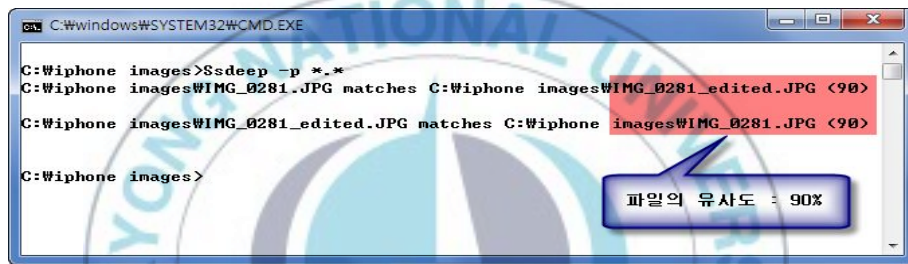 C:₩windows₩SYSTEM32₩CMD.EXE
C:₩iphone images>Ssdeep -p *.*
C:₩iphone images₩IMG_0281.JPG matches C:₩iphone images₩IMG_0281_edited.JPG (90)
C:₩iphone images₩IMG_0281_edited.JPG matches C:₩iphone images₩IMG_0281.JPG (90)
C:₩iphone images>
파일의 유사도 : 90%